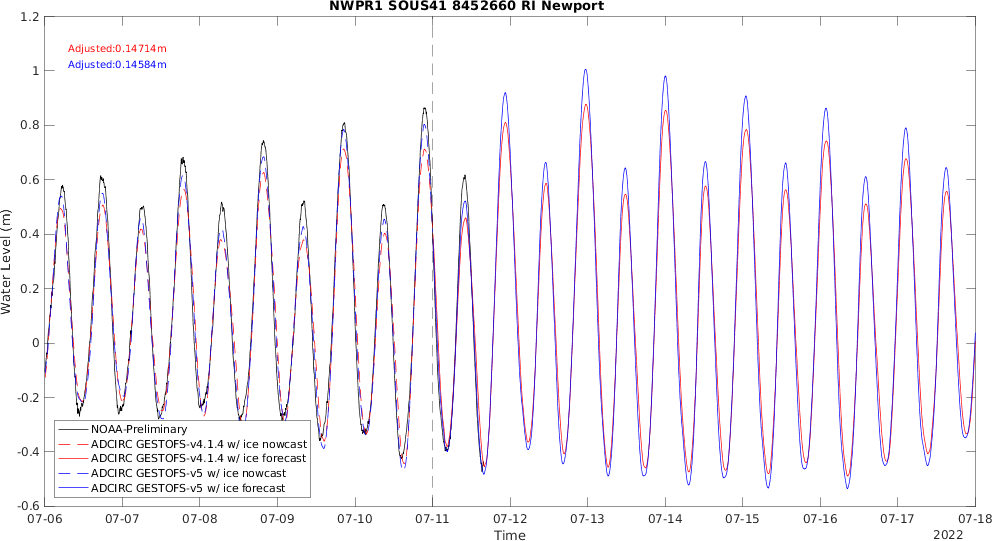 NWPR1 SOUS41 8452660 RI Newport
1.2
1
0.8
0.6
0.4
0.2
0
-0.2
-0.4
-0.6
Water Level (m)
Adjusted:0.14714m
Adjusted:0.14584m
NOAA-Preliminary
ADCIRC GESTOFS-v4.1.4 w/ ice nowcast
ADCIRC GESTOFS-v4.1.4 w/ ice forecast
ADCIRC GESTOFS-v5 w/ ice nowcast
ADCIRC GESTOFS-v5 w/ ice forecast
07-06 07-07 07-08 07-09 07-10 07-11 07-12 07-13 07-14 07-15 07-16 07-17 07-18
Time
2022